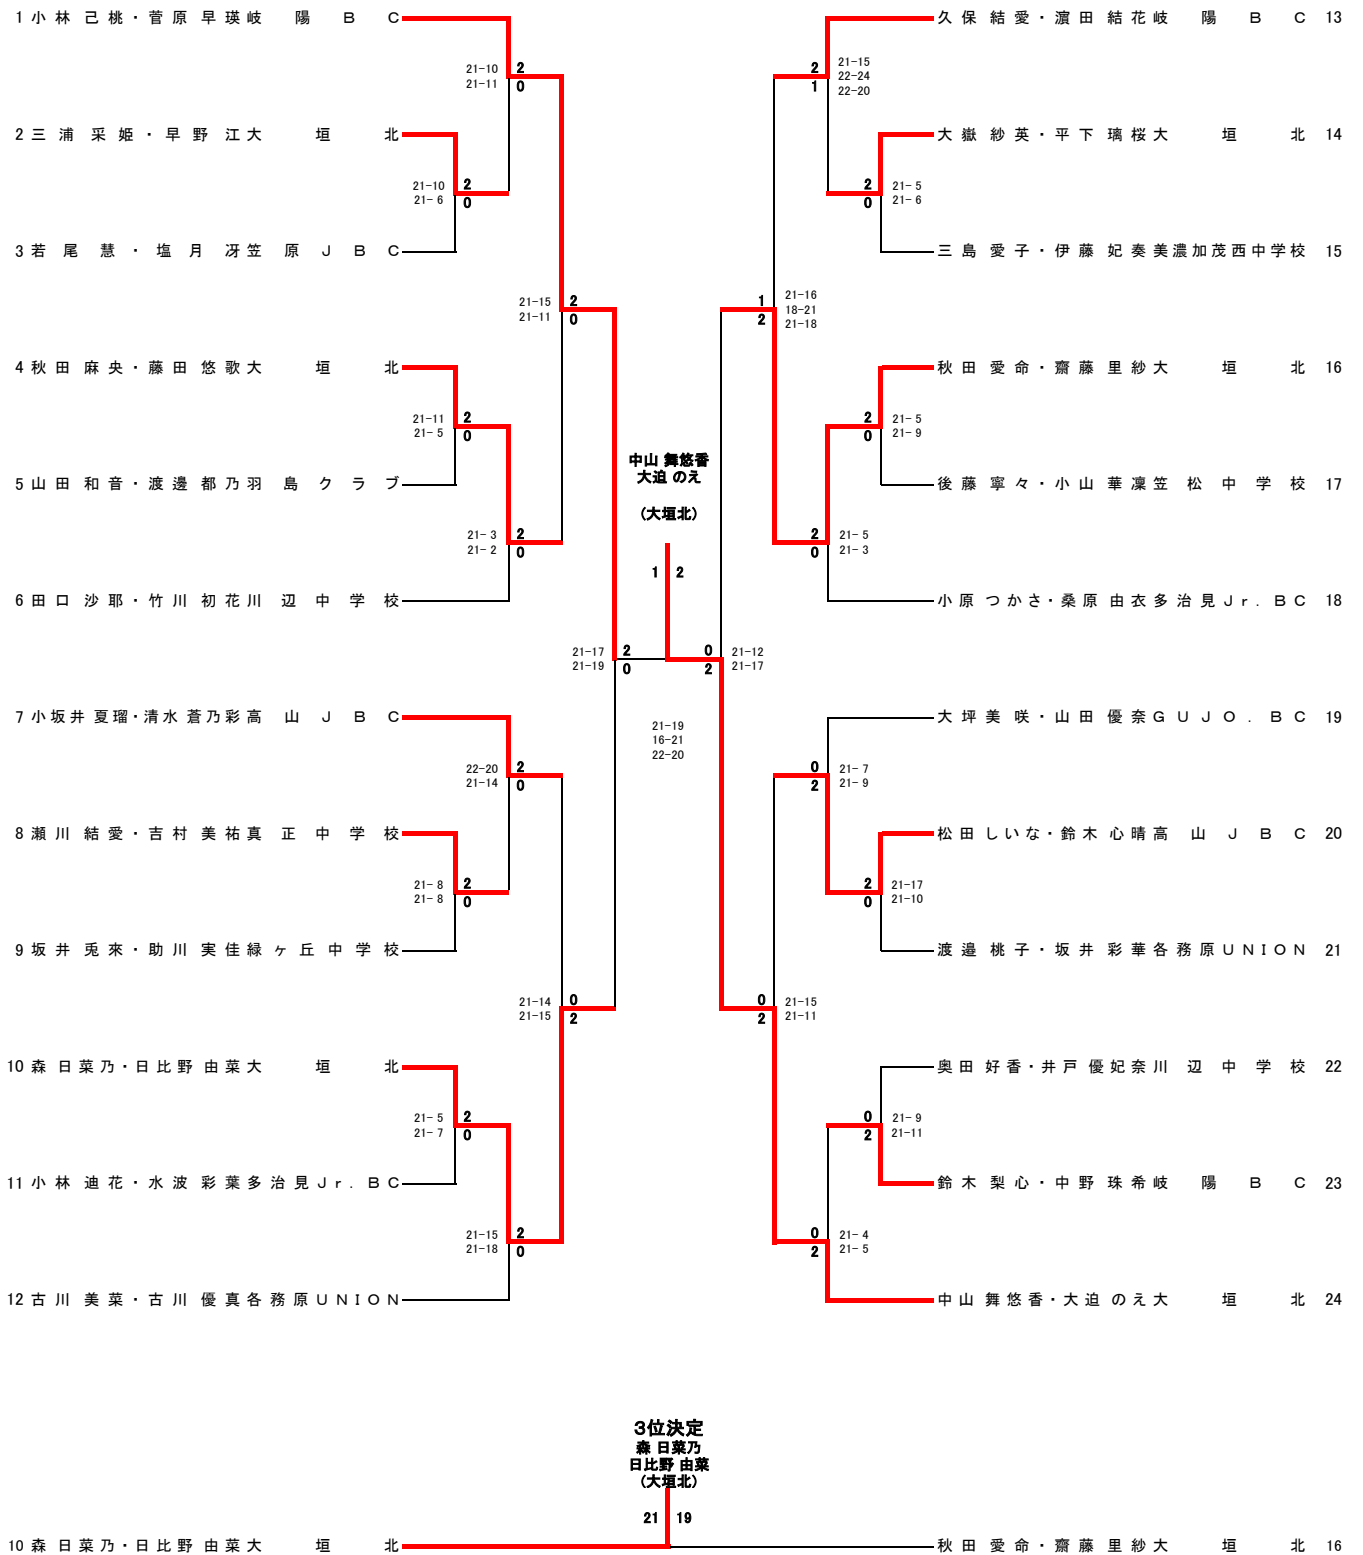 1 小林 己桃・菅原 早瑛 岐陽BC
久保 結愛・濵田 結花 岐陽BC 13
21-10 2
21-11 0
2 21-15
22-24
1 22-20
2 三浦 采姫・早野 江 大垣北
大嶽 紗英・平下 璃桜 大垣北 14
21-10 2
21- 6 0
2 21- 5
0 21- 6
3 若尾 慧・塩月 冴 笠原JBC
三島 愛子・伊藤 妃奏 美濃加茂西中学校 15
21-15 2
21-11 0
1 21-16
18-21
2 21-18
4 秋田 麻央・藤田 悠歌 大垣北
秋田 愛命・齋藤 里紗 大垣北 16
21-11 2
21- 5 0
2 21- 5
0 21- 9
中山 舞悠香
大迫 のえ
(大垣北)
5 山田 和音・渡邊 都乃 羽島クラブ
後藤 寧々・小山 華凜 笠松中学校 17
21- 3 2
21- 2 0
2 21- 5
0 21- 3
1 2
6 田口 沙耶・竹川 初花 川辺中学校
小原 つかさ・桑原 由衣 多治見Jr.BC 18
21-17 2
21-19 0
0 21-12
2 21-17
21-19
16-21
22-20
7 小坂井 夏瑠・清水 蒼乃彩 高山JBC
大坪 美咲・山田 優奈 GUJO.BC 19
22-20 2
21-14 0
0 21- 7
2 21- 9
8 瀬川 結愛・吉村 美祐 真正中学校
松田 しいな・鈴木 心晴 高山JBC 20
21- 8 2
21- 8 0
2 21-17
0 21-10
9 坂井 兎來・助川 実佳 緑ヶ丘中学校
渡邉 桃子・坂井 彩華 各務原UNION 21
21-14 0
21-15 2
0 21-15
2 21-11
10 森 日菜乃・日比野 由菜 大垣北
奥田 好香・井戸 優妃奈 川辺中学校 22
21- 5 2
21- 7 0
0 21- 9
2 21-11
11 小林 迪花・水波 彩葉 多治見Jr.BC
鈴木 梨心・中野 珠希 岐陽BC 23
21-15 2
21-18 0
0 21- 4
2 21- 5
12 古川 美菜・古川 優真 各務原UNION
中山 舞悠香・大迫 のえ 大垣北 24
3位決定
森 日菜乃
日比野 由菜
(大垣北)
21 19
10 森 日菜乃・日比野 由菜 大垣北
秋田 愛命・齋藤 里紗 大垣北 16